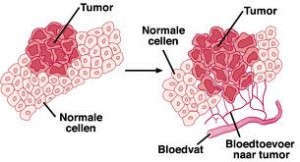 Tumor
Normale
cellen
Normale
cellen
Tumor
Bloedvat
Bloedtoevoer
naar tumor